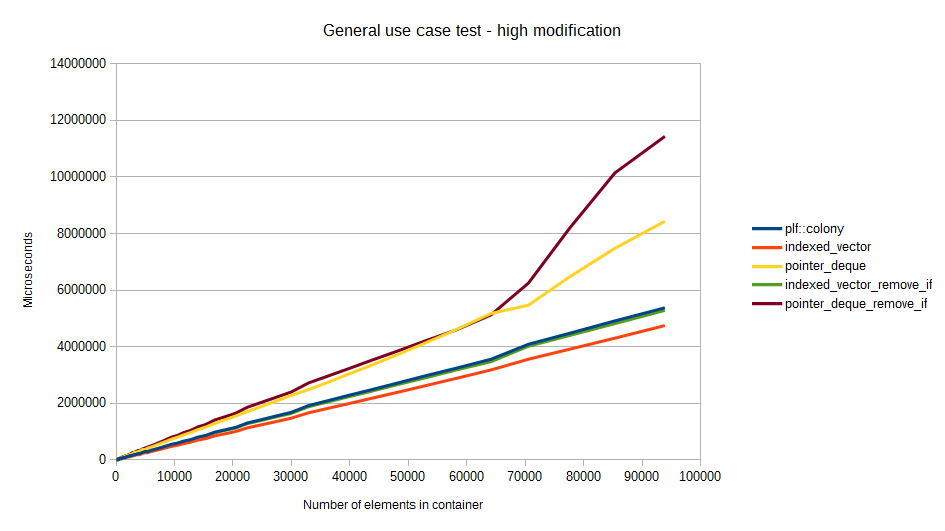 General use case test - high modification
14000000
12000000
10000000
8000000
6000000
4000000
2000000
0
Microseconds
0 10000 20000 30000 40000 50000 60000 70000 80000 90000 100000
Number of elements in container
plf::colony
indexed_vector
pointer_deque
indexed_vector_remove_if
pointer_deque_remove_if